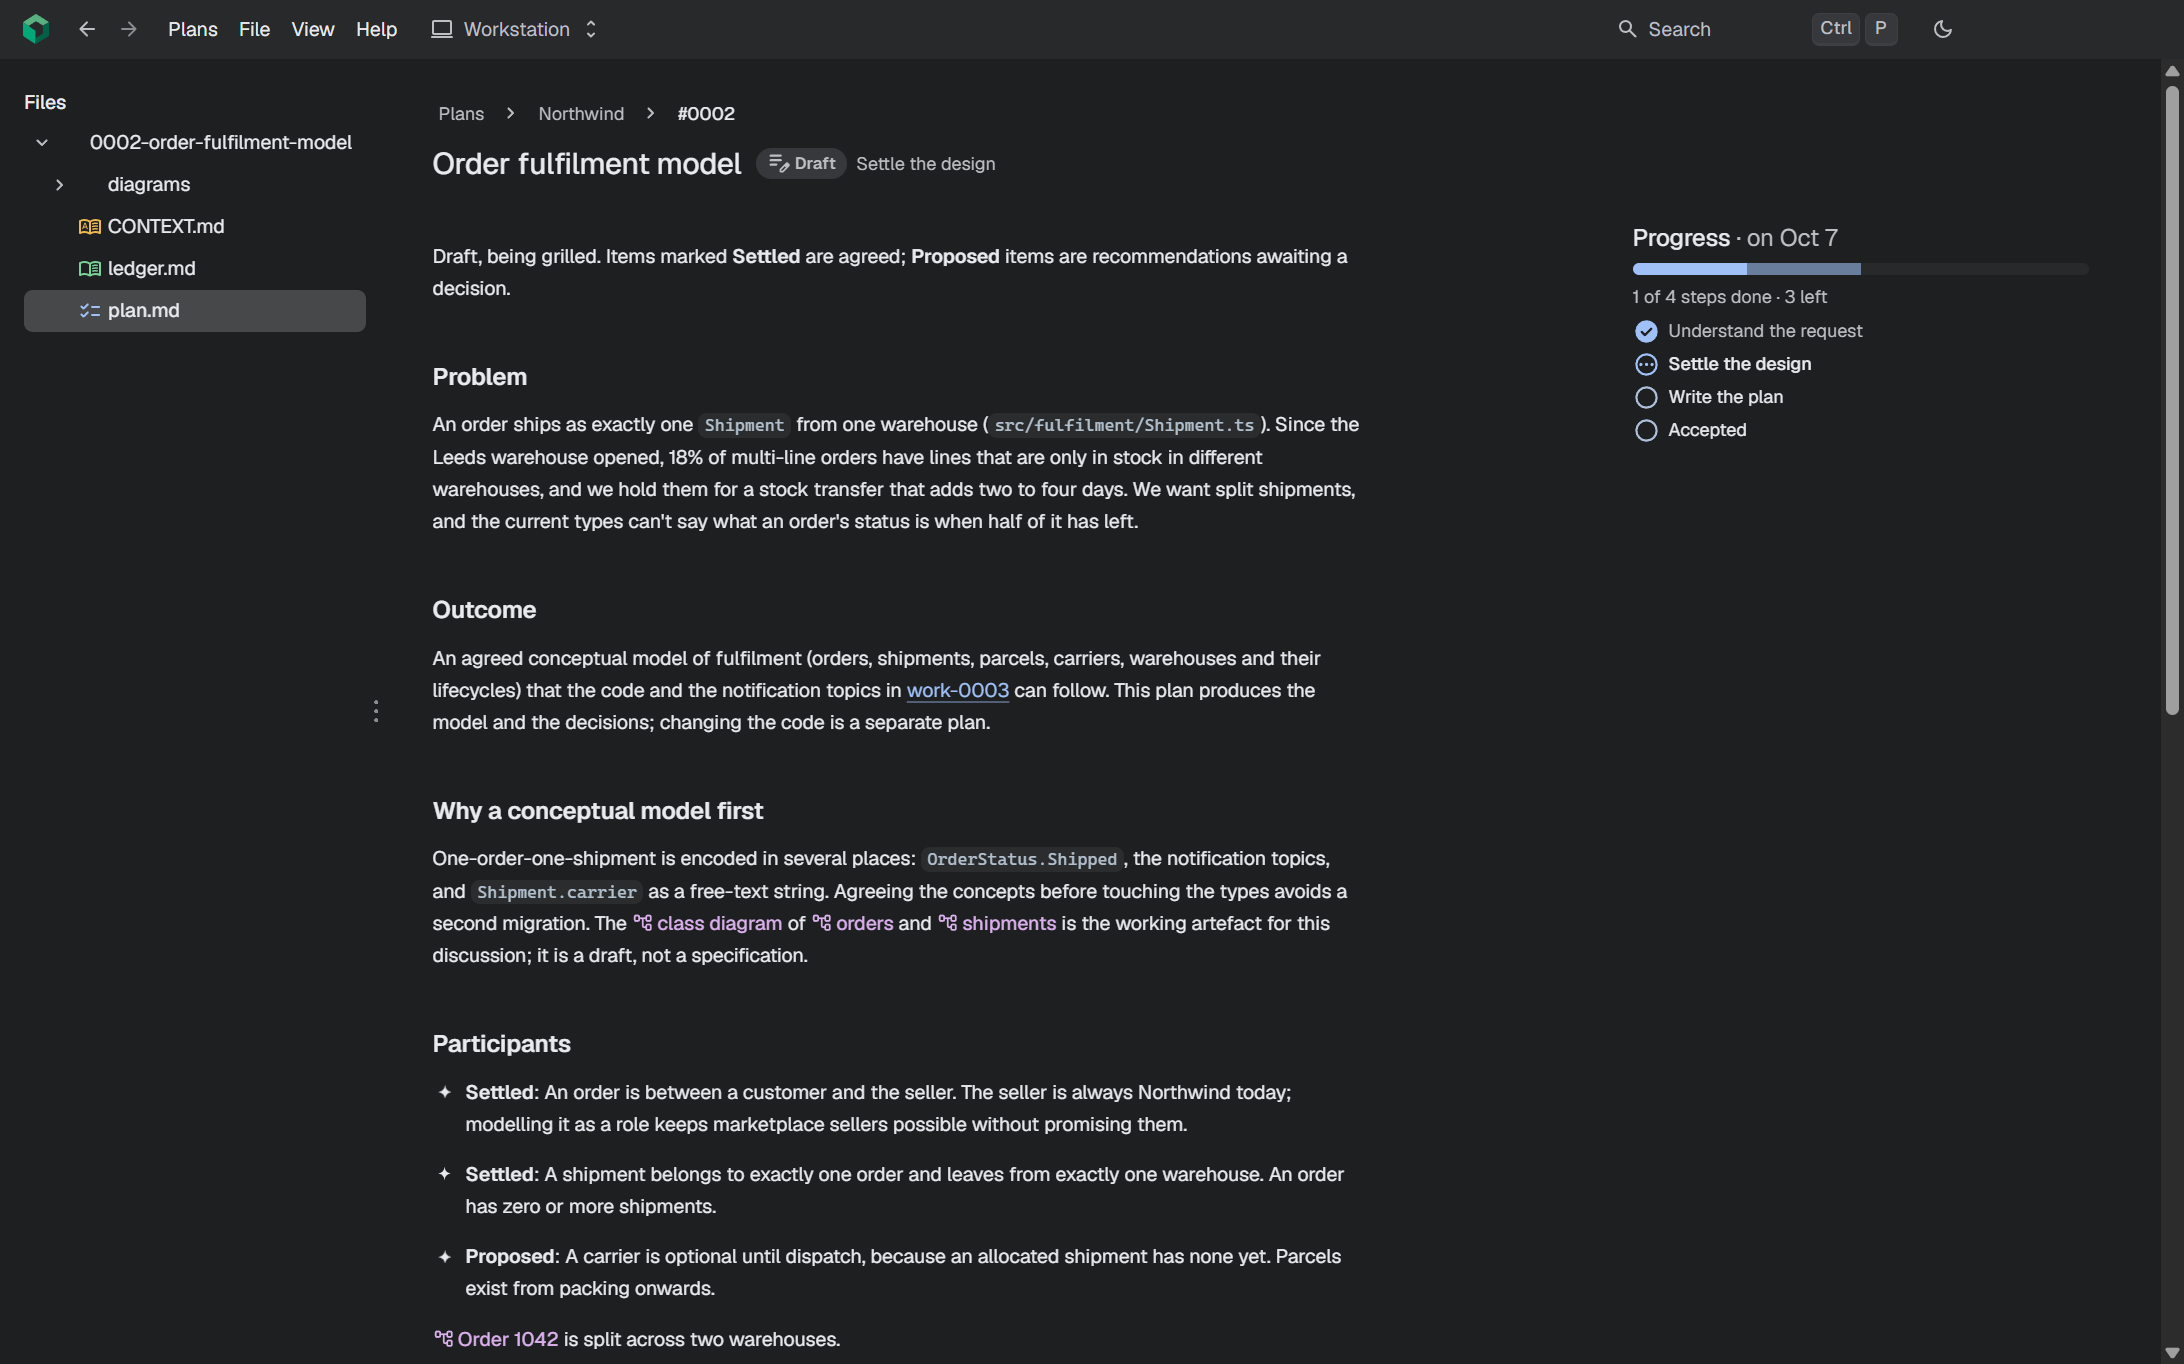 Plans File View Help Workstation Search Ctrl P
Files
0002-order-fulfilment-model
diagrams
CONTEXT.md
ledger.md
plan.md
Plans > Northwind > #0002
Order fulfilment model Draft Settle the design
Draft, being grilled. Items marked Settled are agreed; Proposed items are recommendations awaiting a
decision.
Problem
An order ships as exactly one Shipment from one warehouse ( src/fulfilment/Shipment.ts ). Since the
Leeds warehouse opened, 18% of multi-line orders have lines that are only in stock in different
warehouses, and we hold them for a stock transfer that adds two to four days. We want split shipments,
and the current types can't say what an order's status is when half of it has left.
Outcome
An agreed conceptual model of fulfilment (orders, shipments, parcels, carriers, warehouses and their
lifecycles) that the code and the notification topics in work-0003 can follow. This plan produces the
model and the decisions; changing the code is a separate plan.
Why a conceptual model first
One-order-one-shipment is encoded in several places: OrderStatus.Shipped , the notification topics,
and Shipment.carrier as a free-text string. Agreeing the concepts before touching the types avoids a
second migration. The class diagram of orders and shipments is the working artefact for this
discussion; it is a draft, not a specification.
Participants
Settled: An order is between a customer and the seller. The seller is always Northwind today;
modelling it as a role keeps marketplace sellers possible without promising them.
Settled: A shipment belongs to exactly one order and leaves from exactly one warehouse. An order
has zero or more shipments.
Proposed: A carrier is optional until dispatch, because an allocated shipment has none yet. Parcels
exist from packing onwards.
Order 1042 is split across two warehouses.
Progress · on Oct 7
1 of 4 steps done · 3 left
Understand the request
Settle the design
Write the plan
Accepted